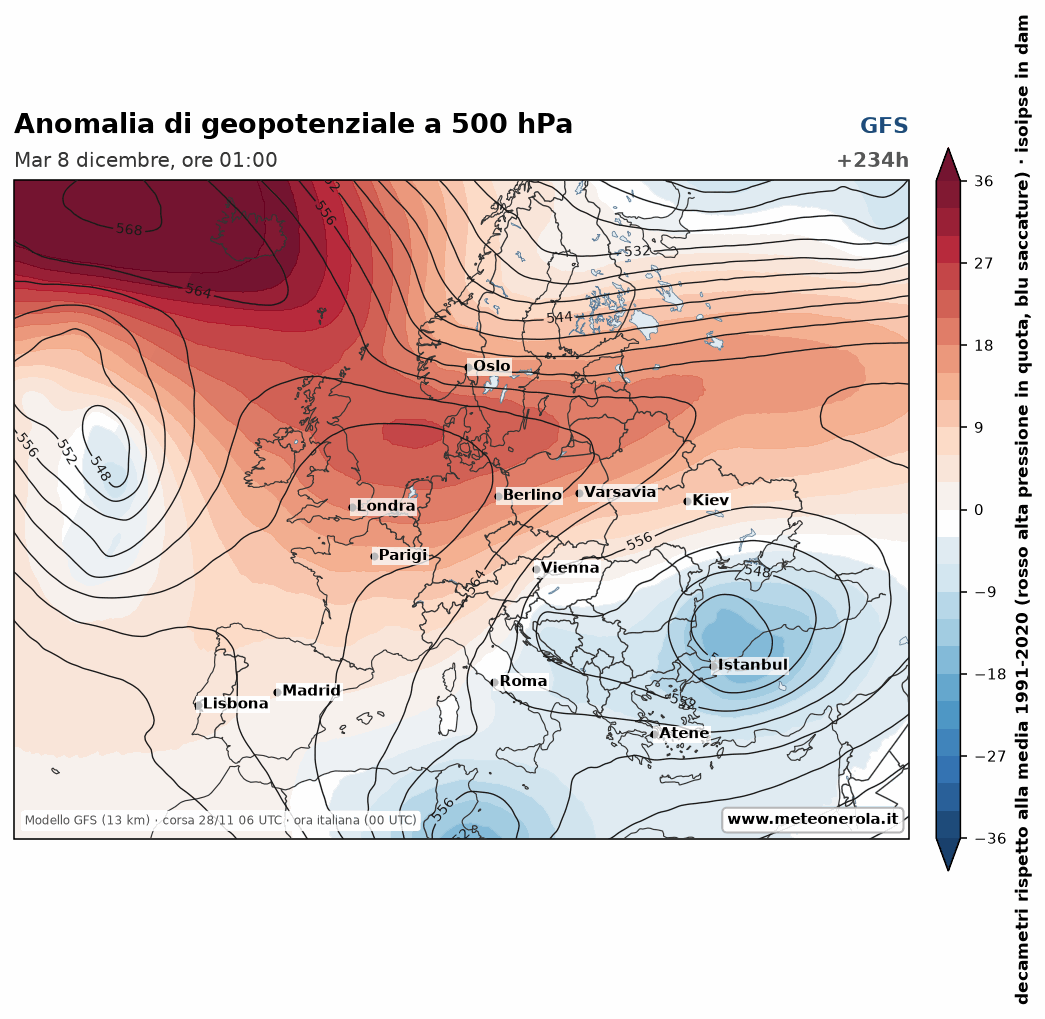 Anomalia di geopotenziale a 500 hPa
GFS
Mar 8 dicembre, ore 01:00
+234h
568
556
564
532
544
Oslo
556
552
548
Londra
Berlino
Varsavia
Kiev
Parigi
564
Vienna
556
548
Istanbul
Roma
Madrid
Lisbona
Atene
556
Modello GFS (13 km) · corsa 28/11 06 UTC · ora italiana (00 UTC)
www.meteonerola.it
36
27
18
9
0
−9
−18
−27
−36
decametri rispetto alla media 1991-2020 (rosso alta pressione in quota, blu saccature) · isoipse in dam